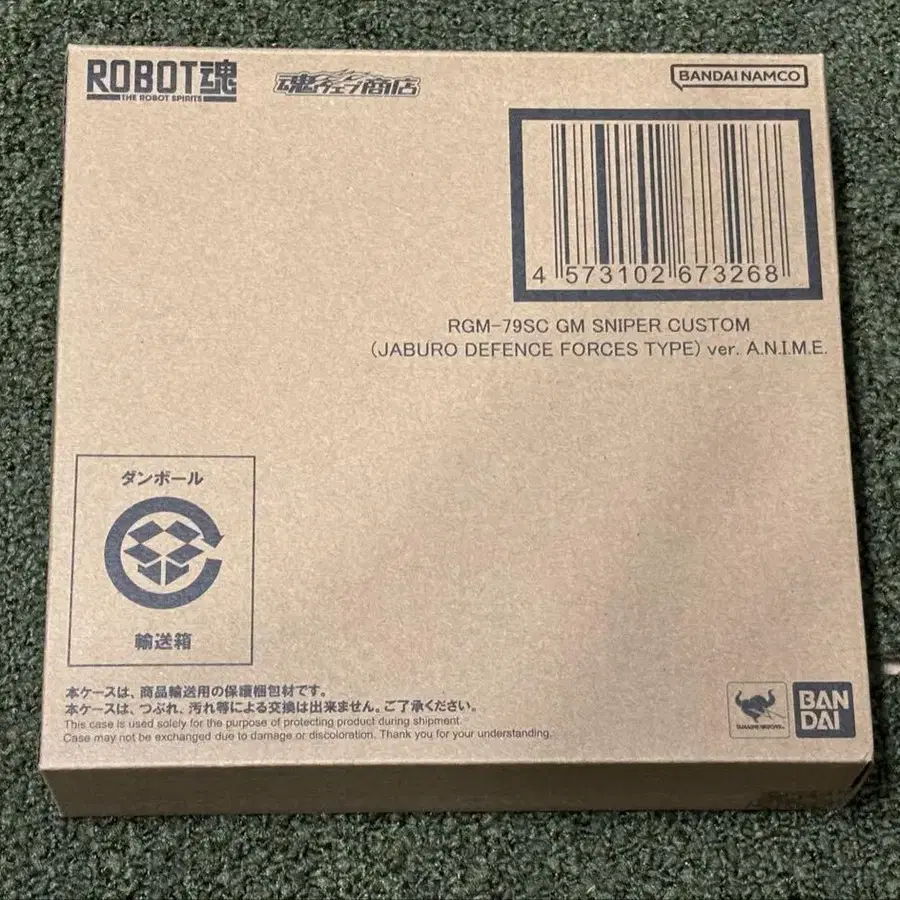 ROBOT魂
THE ROBOT SPIRITS
魂ウェブ商店
BANDAI NAMCO
4 573102 673268
RGM-79SC GM SNIPER CUSTOM
(JABURO DEFENCE FORCES TYPE) ver. A.N.I.M.E.
ダンボール
輸送箱
本ケースは、商品輸送用の保護梱包材です。
本ケースは、つぶれ、汚れ等による交換は出来ません。ご了承ください。
This case is used solely for the purpose of protecting product during shipment.
Case may not be exchanged due to damage or discoloration. Thank you for your understanding.
TAMASHII NATIONS
BAN
DAI